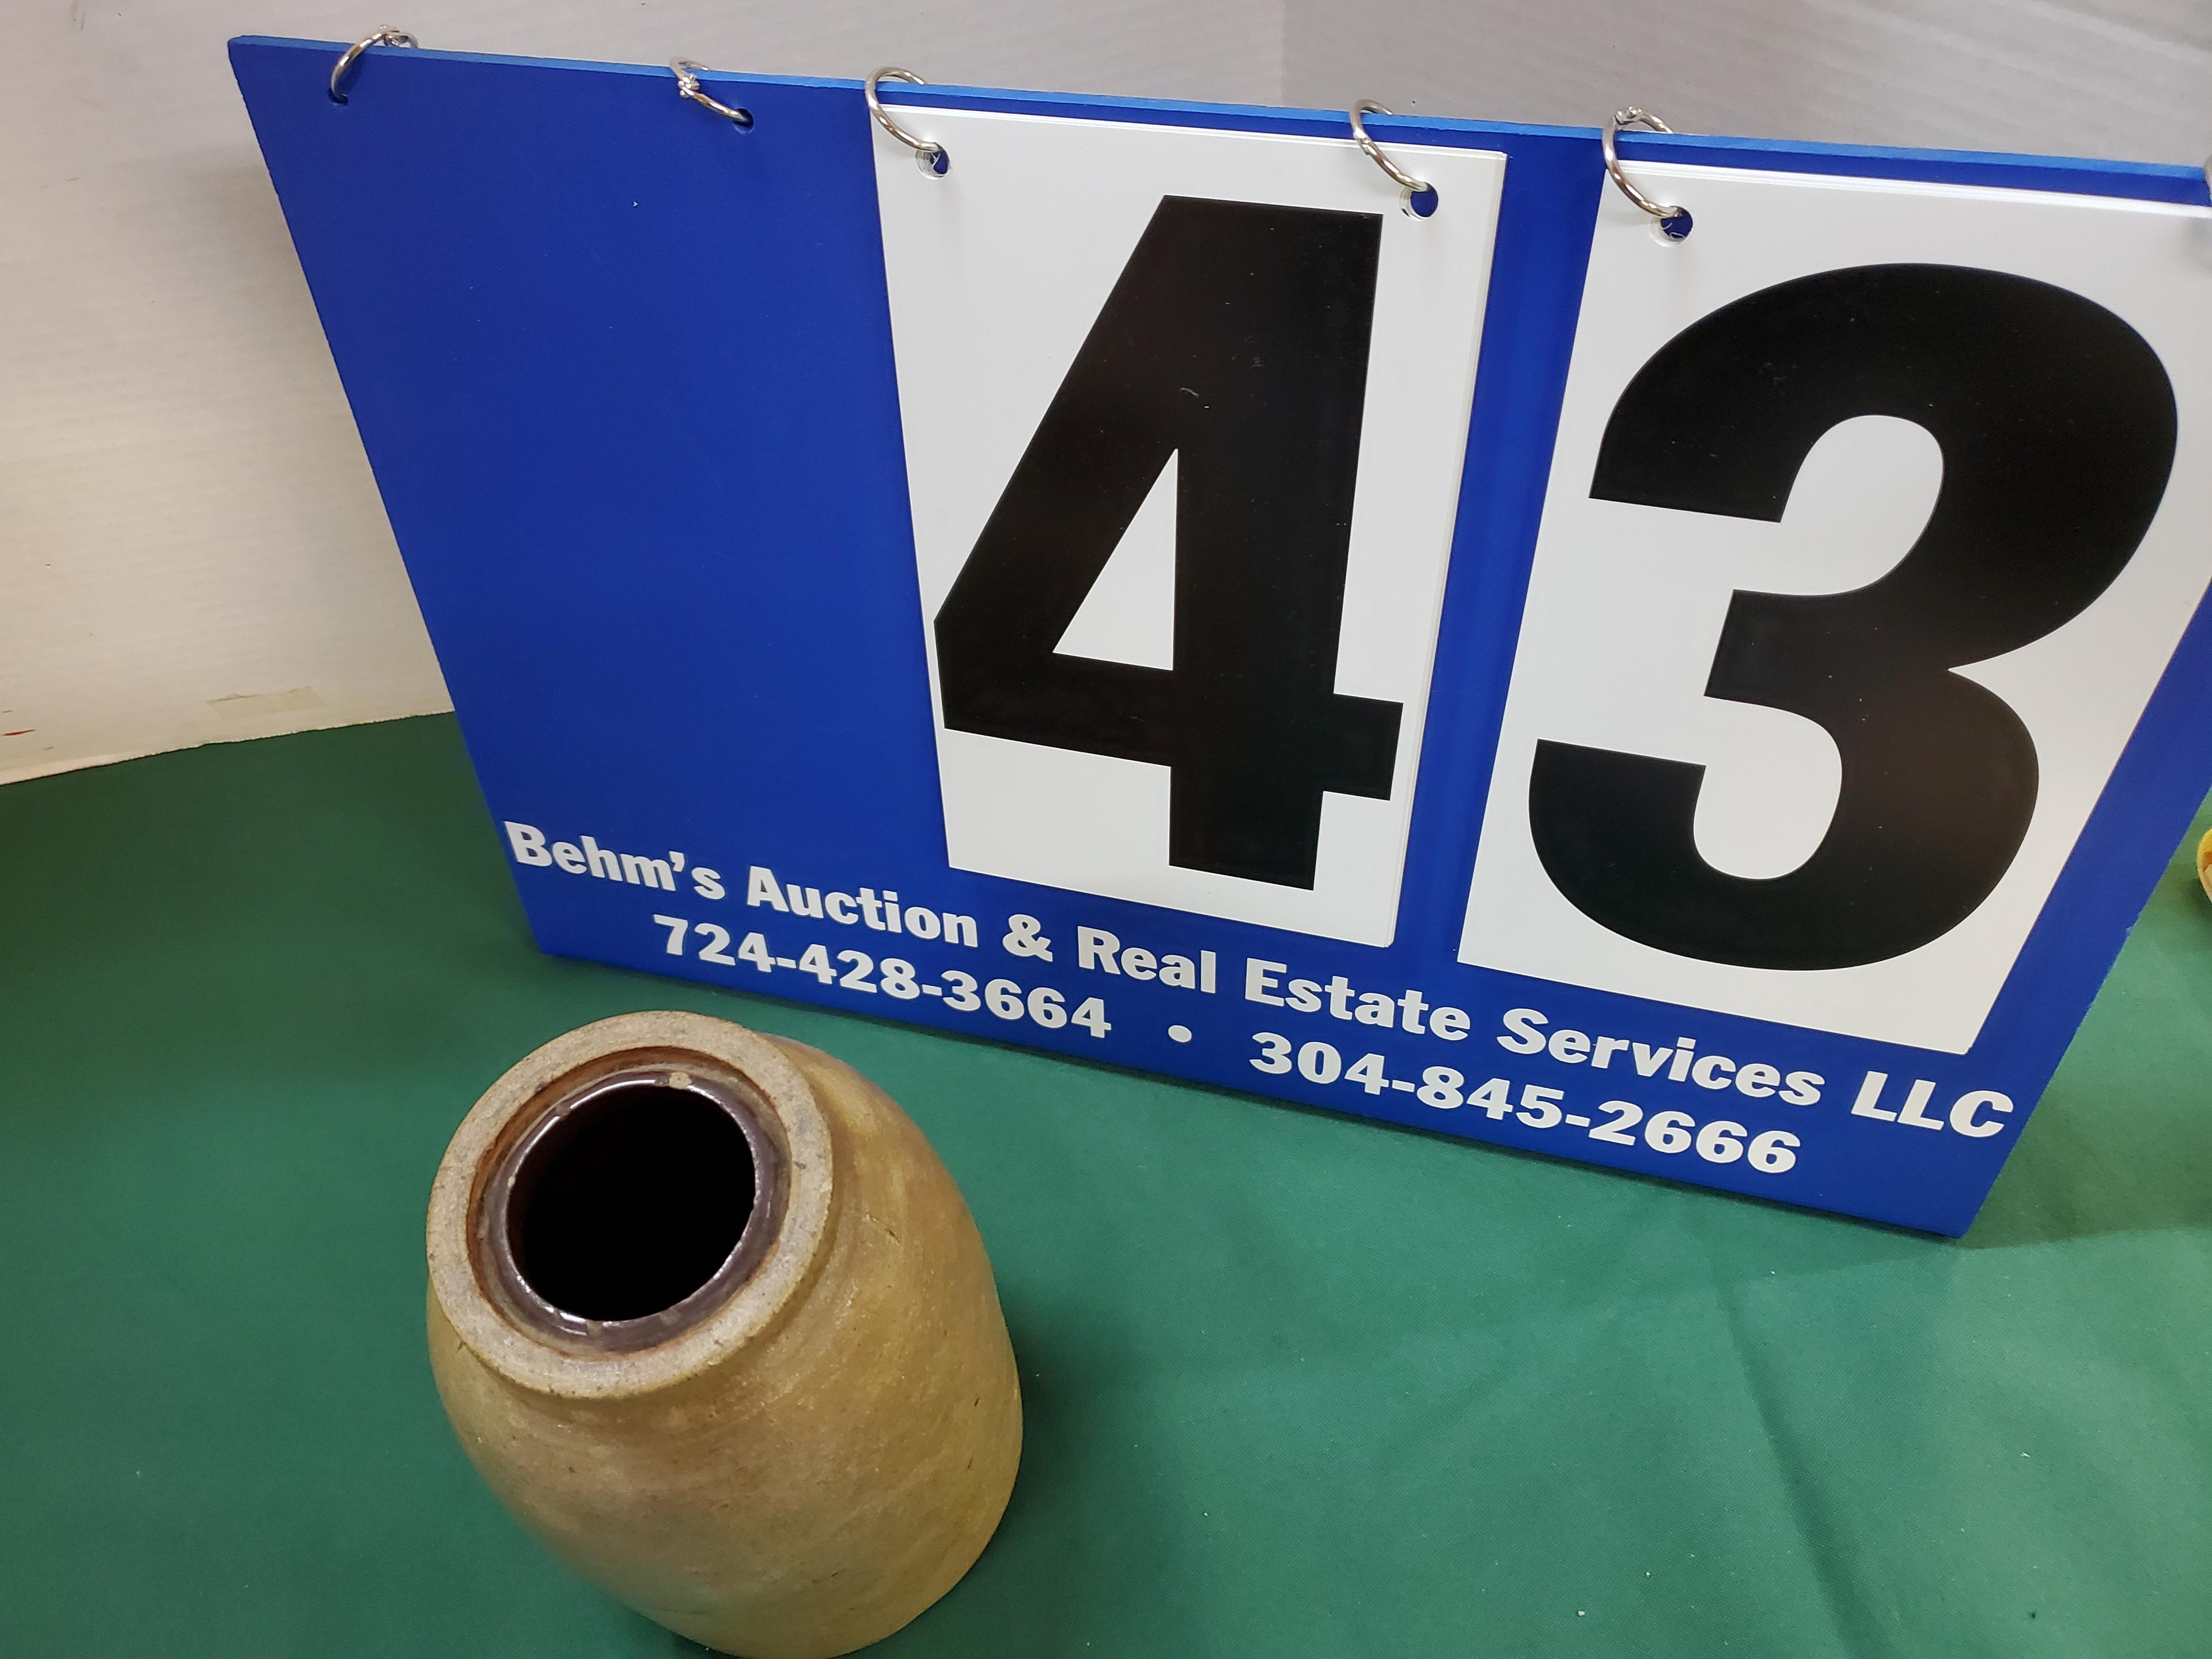 43
Behm's Auction & Real Estate Services LLC
724-428-3664 • 304-845-2666